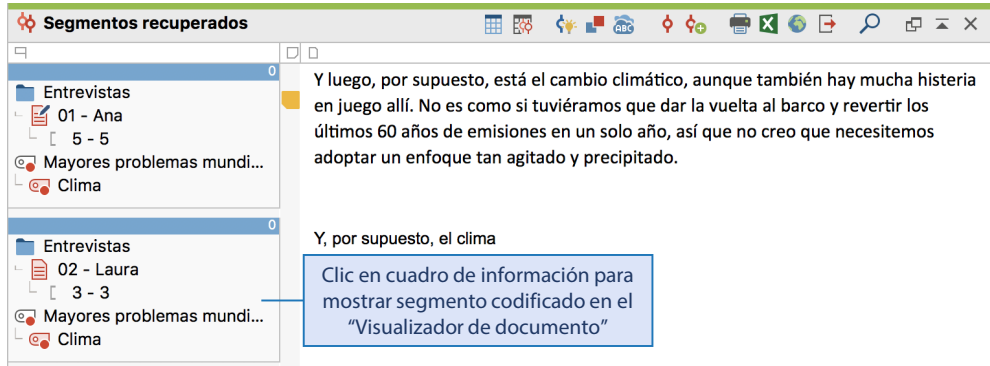 Segmentos recuperados
ABC
0
Entrevistas
01 - Ana
5 - 5
Mayores problemas mundi...
Clima
Y luego, por supuesto, está el cambio climático, aunque también hay mucha histeria
en juego allí. No es como si tuviéramos que dar la vuelta al barco y revertir los
últimos 60 años de emisiones en un solo año, así que no creo que necesitemos
adoptar un enfoque tan agitado y precipitado.
0
Entrevistas
02 - Laura
3 - 3
Mayores problemas mundi...
Clima
Y, por supuesto, el clima
Clic en cuadro de información para
mostrar segmento codificado en el
“Visualizador de documento”